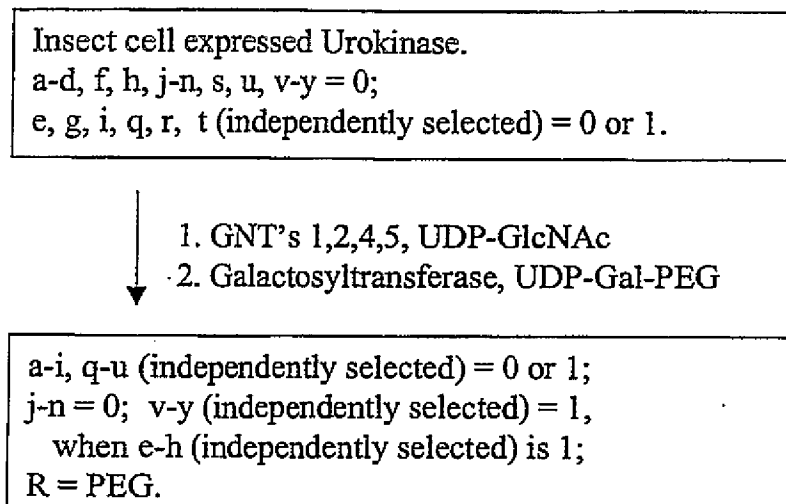 Insect cell expressed Urokinase.
a-d, f, h, j-n, s, u, v-y = 0;
e, g, i, q, r, t (independently selected) = 0 or 1.
1. GNT's 1,2,4,5, UDP-GlcNAc
2. Galactosyltransferase, UDP-Gal-PEG
a-i, q-u (independently selected) = 0 or 1;
j-n = 0; v-y (independently selected) = 1,
when e-h (independently selected) is 1;
R = PEG.